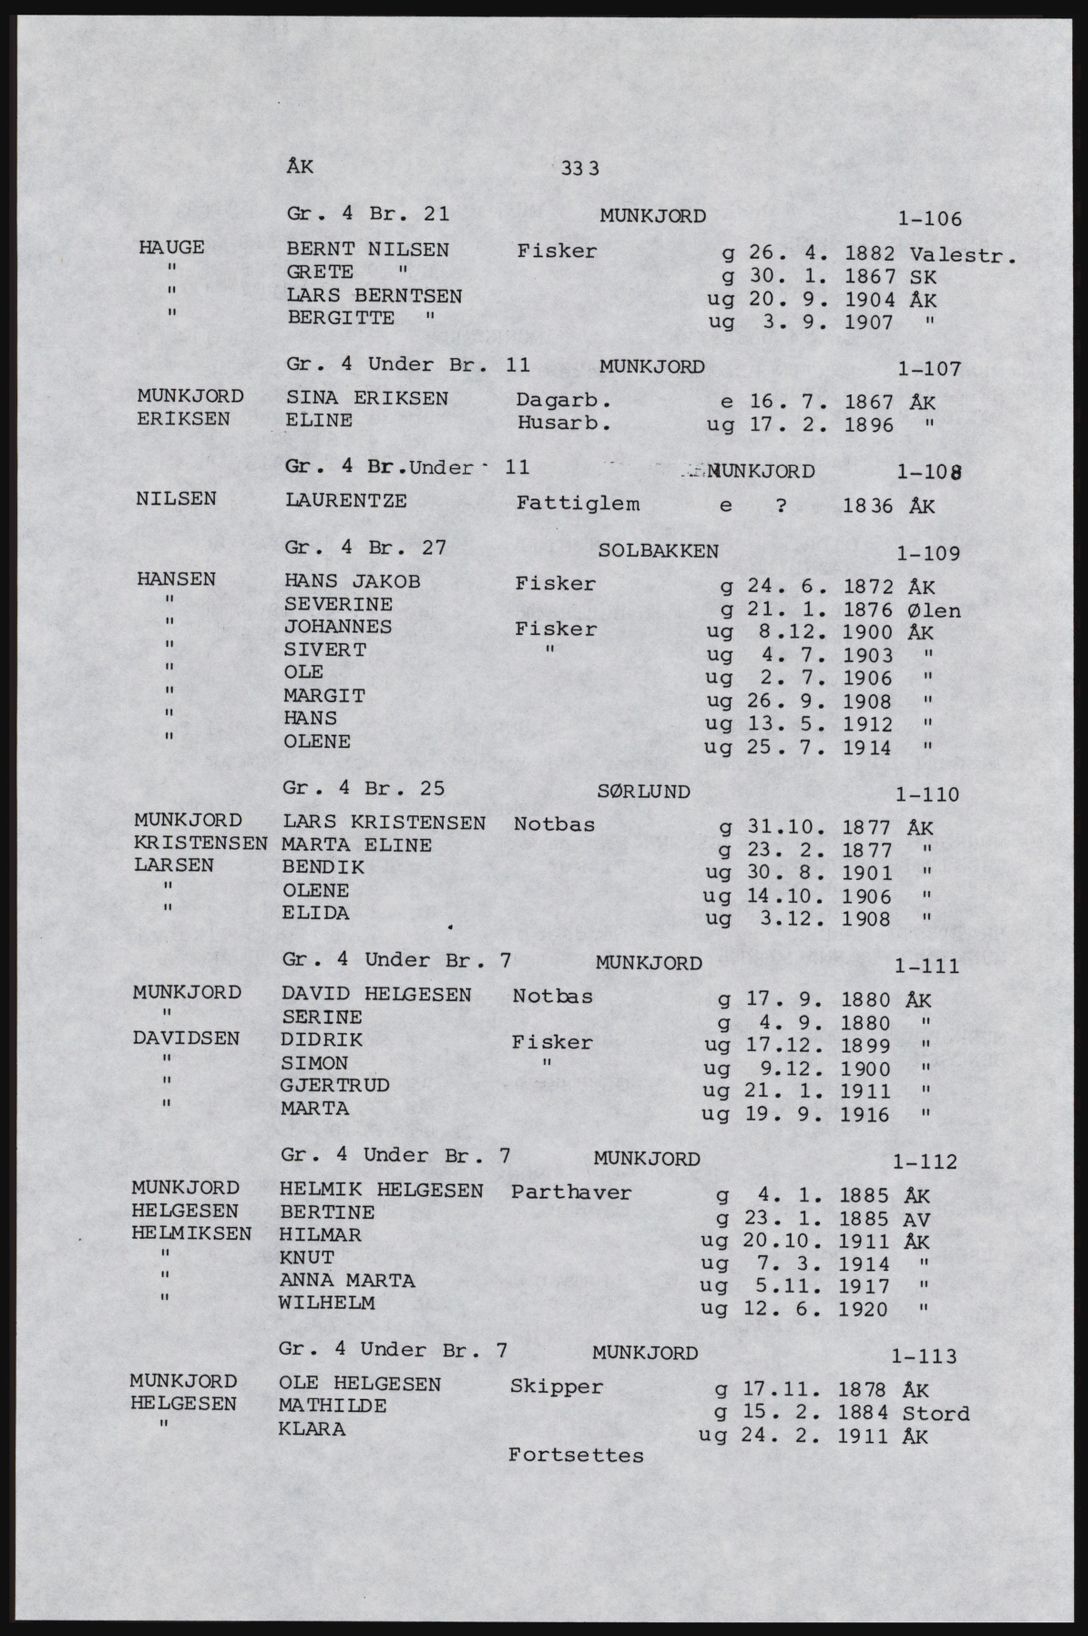 ÅK 333
Gr. 4 Br. 21 MUNKJORD 1-106
HAUGE BERNT NILSEN Fisker g 26. 4. 1882 Valestr.
" GRETE " g 30. 1. 1867 SK
" LARS BERNTSEN ug 20. 9. 1904 ÅK
" BERGITTE " ug 3. 9. 1907 "
Gr. 4 Under Br. 11 MUNKJORD 1-107
MUNKJORD SINA ERIKSEN Dagarb. e 16. 7. 1867 ÅK
ERIKSEN ELINE Husarb. ug 17. 2. 1896 "
Gr. 4 Br.Under 11 MUNKJORD 1-108
NILSEN LAURENTZE Fattiglem e ? 1836 ÅK
Gr. 4 Br. 27 SOLBAKKEN 1-109
HANSEN HANS JAKOB Fisker g 24. 6. 1872 ÅK
" SEVERINE g 21. 1. 1876 Ølen
" JOHANNES Fisker ug 8.12. 1900 ÅK
" SIVERT " ug 4. 7. 1903 "
" OLE ug 2. 7. 1906 "
" MARGIT ug 26. 9. 1908 "
" HANS ug 13. 5. 1912 "
" OLENE ug 25. 7. 1914 "
Gr. 4 Br. 25 SØRLUND 1-110
MUNKJORD LARS KRISTENSEN Notbas g 31.10. 1877 ÅK
KRISTENSEN MARTA ELINE g 23. 2. 1877 "
LARSEN BENDIK ug 30. 8. 1901 "
" OLENE ug 14.10. 1906 "
" ELIDA ug 3.12. 1908 "
Gr. 4 Under Br. 7 MUNKJORD 1-111
MUNKJORD DAVID HELGESEN Notbas g 17. 9. 1880 ÅK
" SERINE g 4. 9. 1880 "
DAVIDSEN DIDRIK Fisker ug 17.12. 1899 "
" SIMON " ug 9.12. 1900 "
" GJERTRUD ug 21. 1. 1911 "
" MARTA ug 19. 9. 1916 "
Gr. 4 Under Br. 7 MUNKJORD 1-112
MUNKJORD HELMIK HELGESEN Parthaver g 4. 1. 1885 ÅK
HELGESEN BERTINE g 23. 1. 1885 AV
HELMIKSEN HILMAR ug 20.10. 1911 ÅK
" KNUT ug 7. 3. 1914 "
" ANNA MARTA ug 5.11. 1917 "
" WILHELM ug 12. 6. 1920 "
Gr. 4 Under Br. 7 MUNKJORD 1-113
MUNKJORD OLE HELGESEN Skipper g 17.11. 1878 ÅK
HELGESEN MATHILDE g 15. 2. 1884 Stord
" KLARA ug 24. 2. 1911 ÅK
Fortsettes